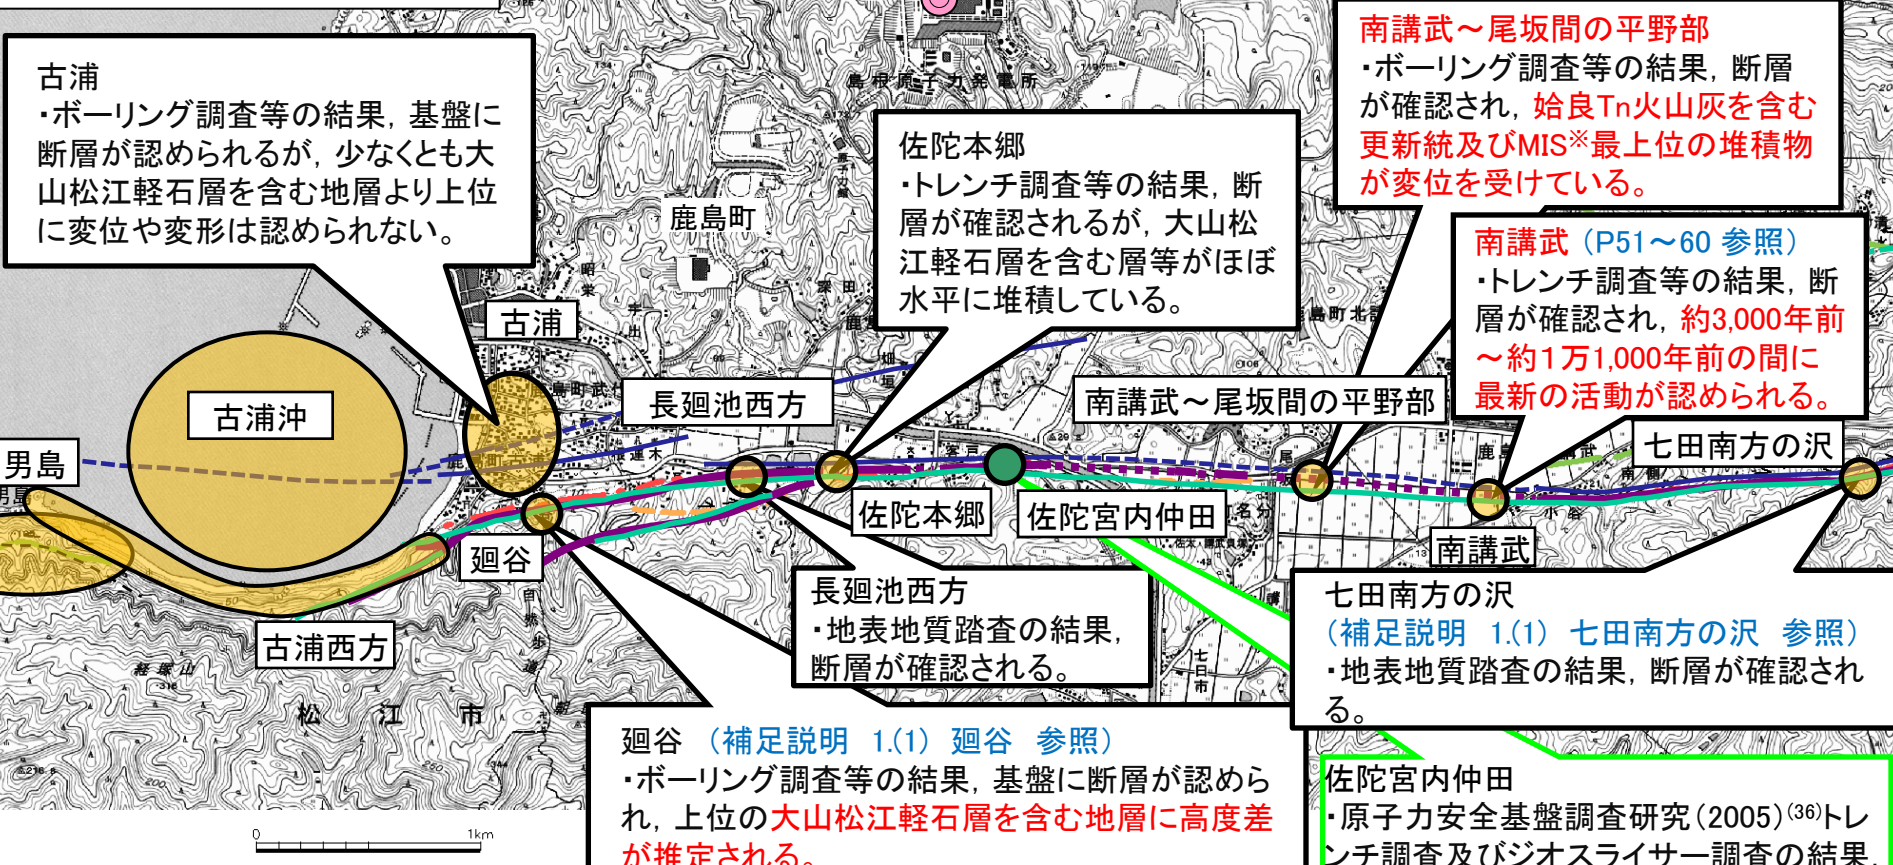 古浦
・ボーリング調査等の結果，基盤に
断層が認められるが，少なくとも大
山松江軽石層を含む地層より上位
に変位や変形は認められない。
島根原子力発電所
佐陀本郷
・トレンチ調査等の結果，断
層が確認されるが，大山松
江軽石層を含む層等がほぼ
水平に堆積している。
南講武～尾坂間の平野部
・ボーリング調査等の結果，断層
が確認され，姶良Tn火山灰を含む
更新統及びMIS※最上位の堆積物
が変位を受けている。
南講武（P51～60 参照）
・トレンチ調査等の結果，断
層が確認され，約3,000年前
～約1万1,000年前の間に
最新の活動が認められる。
鹿島町
古浦
長廻池西方
南講武～尾坂間の平野部
七田南方の沢
古浦沖
男島
男島
佐陀本郷
佐陀宮内仲田
南講武
廻谷
古浦西方
長廻池西方
・地表地質踏査の結果，
断層が確認される。
七田南方の沢
（補足説明 1.(1) 七田南方の沢 参照）
・地表地質踏査の結果，断層が確認され
る。
廻谷 （補足説明 1.(1) 廻谷 参照）
・ボーリング調査等の結果，基盤に断層が認めら
れ，上位の大山松江軽石層を含む地層に高度差
が推定される。
佐陀宮内仲田
・原子力安全基盤調査研究(2005)(36)トレ
ンチ調査及びジオスライサー調査の結果，
経塚山
松江市
七日市
昭栄
深田
畑垣
小谷
0 1km